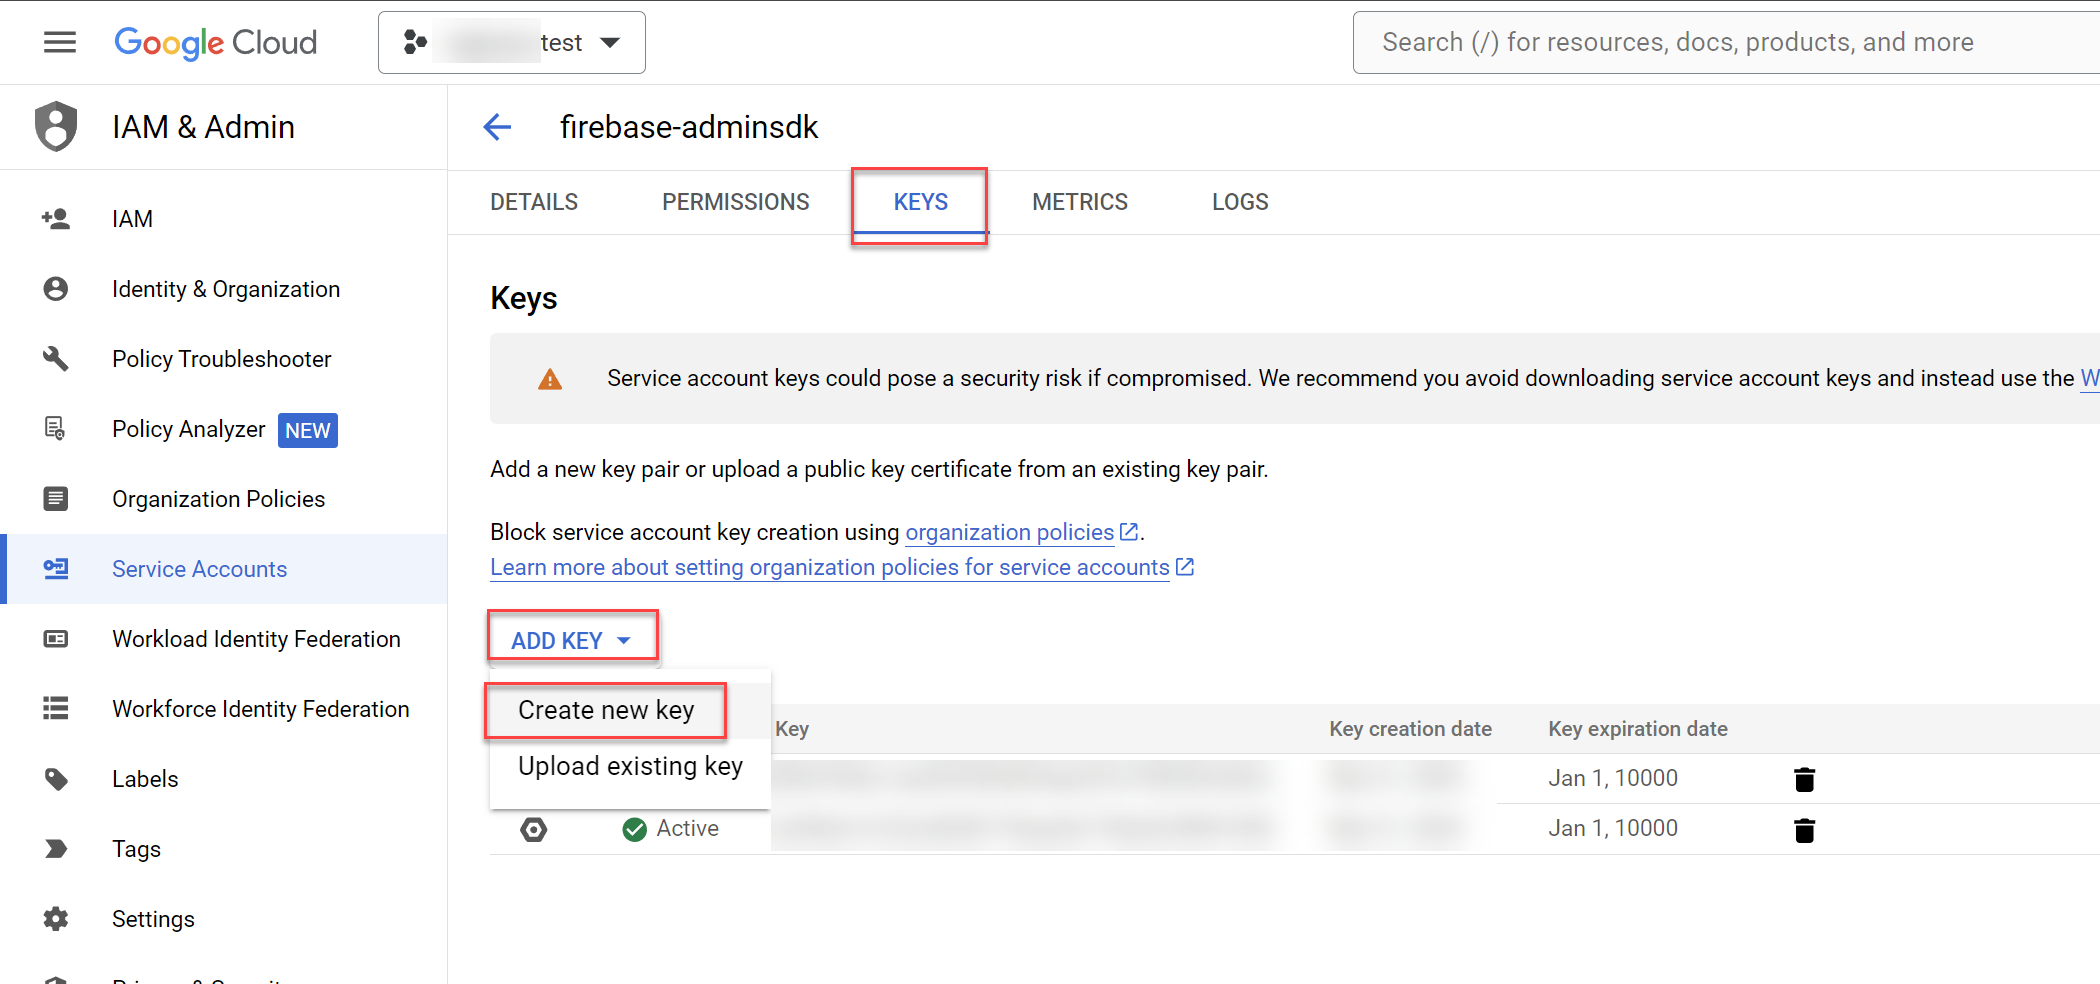 Google Cloud
test
Search (/) for resources, docs, products, and more
IAM & Admin
firebase-adminsdk
DETAILS
PERMISSIONS
KEYS
METRICS
LOGS
IAM
Identity & Organization
Policy Troubleshooter
Policy Analyzer NEW
Organization Policies
Service Accounts
Workload Identity Federation
Workforce Identity Federation
Labels
Tags
Settings
Keys
Service account keys could pose a security risk if compromised. We recommend you avoid downloading service account keys and instead use the W
Add a new key pair or upload a public key certificate from an existing key pair.
Block service account key creation using organization policies.
Learn more about setting organization policies for service accounts
ADD KEY
Create new key
Upload existing key
Key
Key creation date
Key expiration date
Jan 1, 10000
Active
Jan 1, 10000